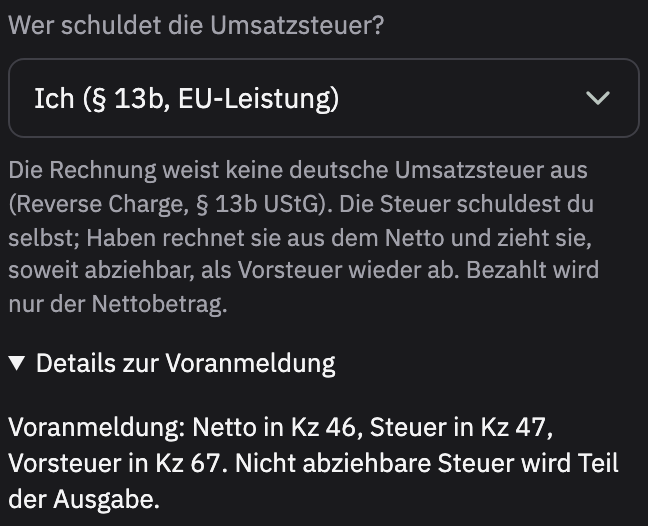 Wer schuldet die Umsatzsteuer?
Ich (§ 13b, EU-Leistung)
Die Rechnung weist keine deutsche Umsatzsteuer aus
(Reverse Charge, § 13b UStG). Die Steuer schuldest du
selbst; Haben rechnet sie aus dem Netto und zieht sie,
soweit abziehbar, als Vorsteuer wieder ab. Bezahlt wird
nur der Nettobetrag.
Details zur Voranmeldung
Voranmeldung: Netto in Kz 46, Steuer in Kz 47,
Vorsteuer in Kz 67. Nicht abziehbare Steuer wird Teil
der Ausgabe.